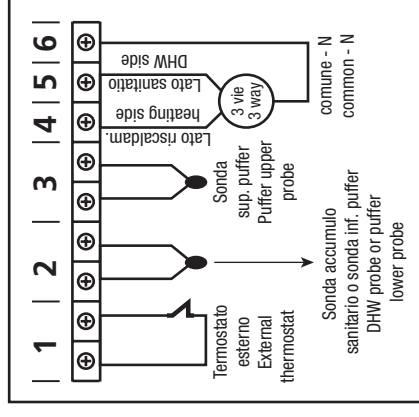 1
2
3
4
5
6
Termostato
esterno
External
thermostat
Sonda accumulo
sanitario o sonda inf. puffer
DHW probe or puffer
lower probe
Sonda
sup. puffer
Puffer upper
probe
Lato riscaldam.
heating side
Lato sanitatio
DHW side
3 vie
3 way
comune - N
common - N